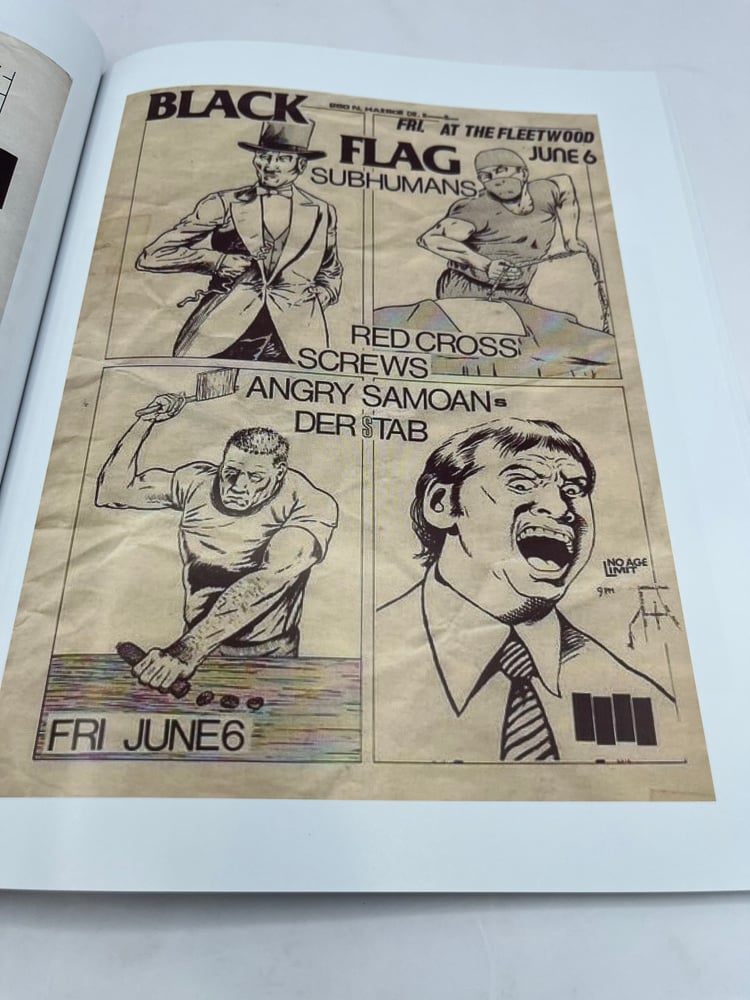 BLACK
FRI. AT THE FLEETWOOD
FLAG
JUNE 6
SUBHUMANS
RED CROSS
SCREWS
ANGRY SAMOANs
DER STAB
NO AGE
LIMIT
9PM
FRI JUNE6